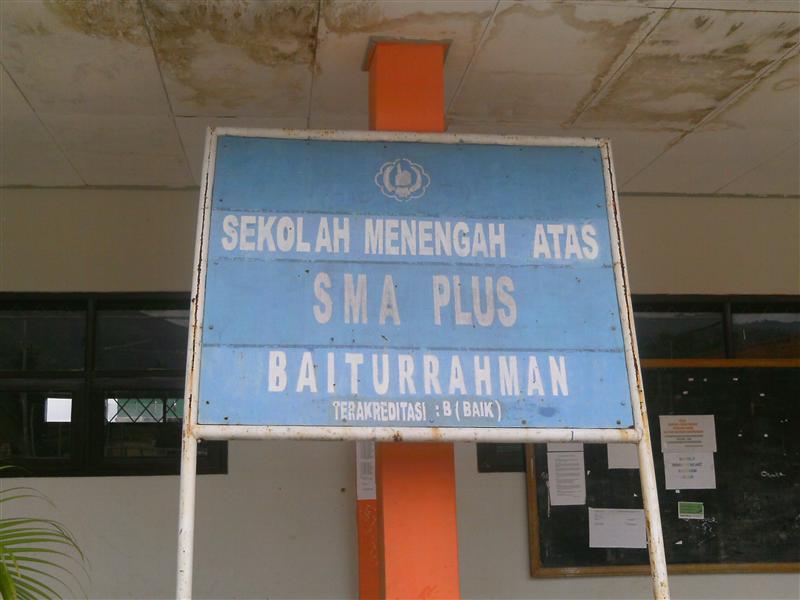 SEKOLAH MENENGAH ATAS
SMA PLUS
BAITURRAHMAN
TERAKREDITASI : B ( BAIK )